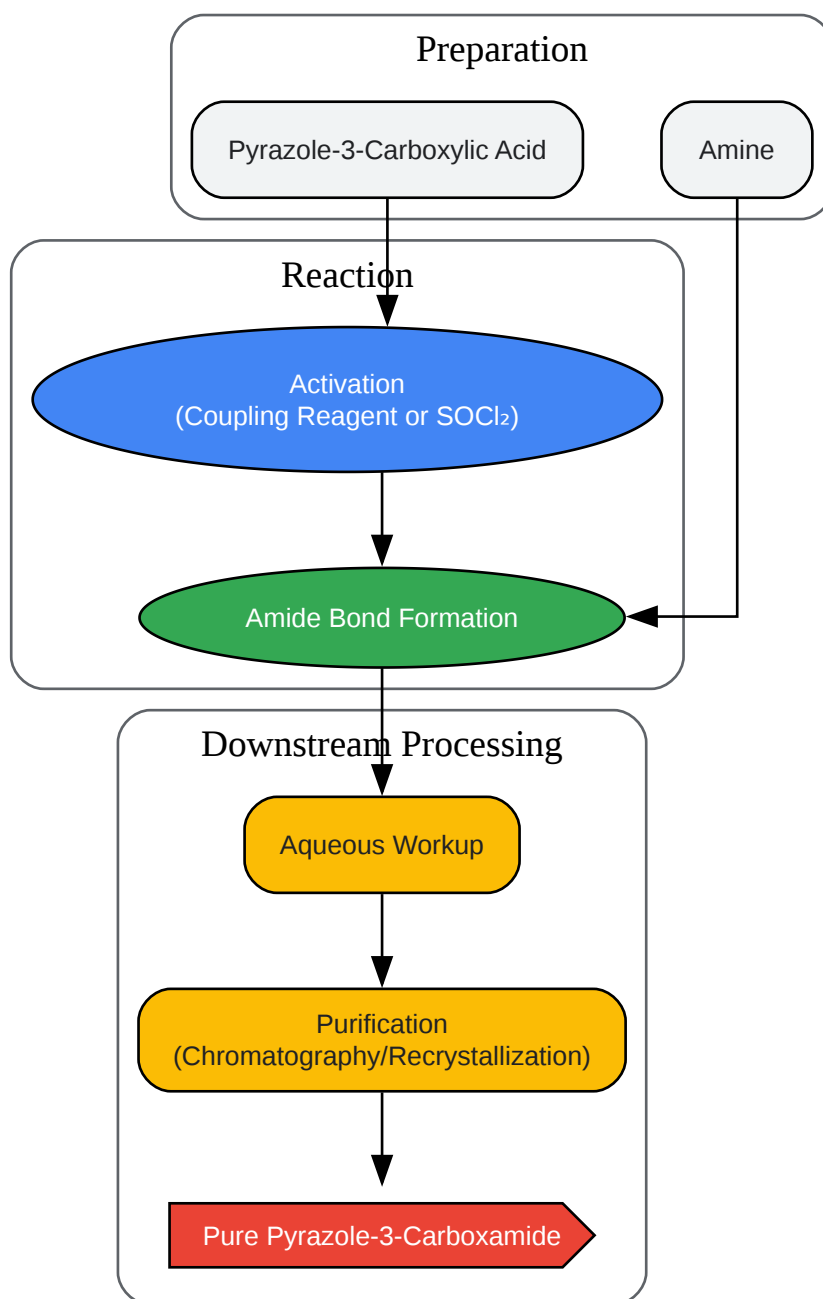 Preparation
Pyrazole-3-Carboxylic Acid
Amine
Reaction
Activation
(Coupling Reagent or SOCl₂)
Amide Bond Formation
Downstream Processing
Aqueous Workup
Purification
(Chromatography/Recrystallization)
Pure Pyrazole-3-Carboxamide